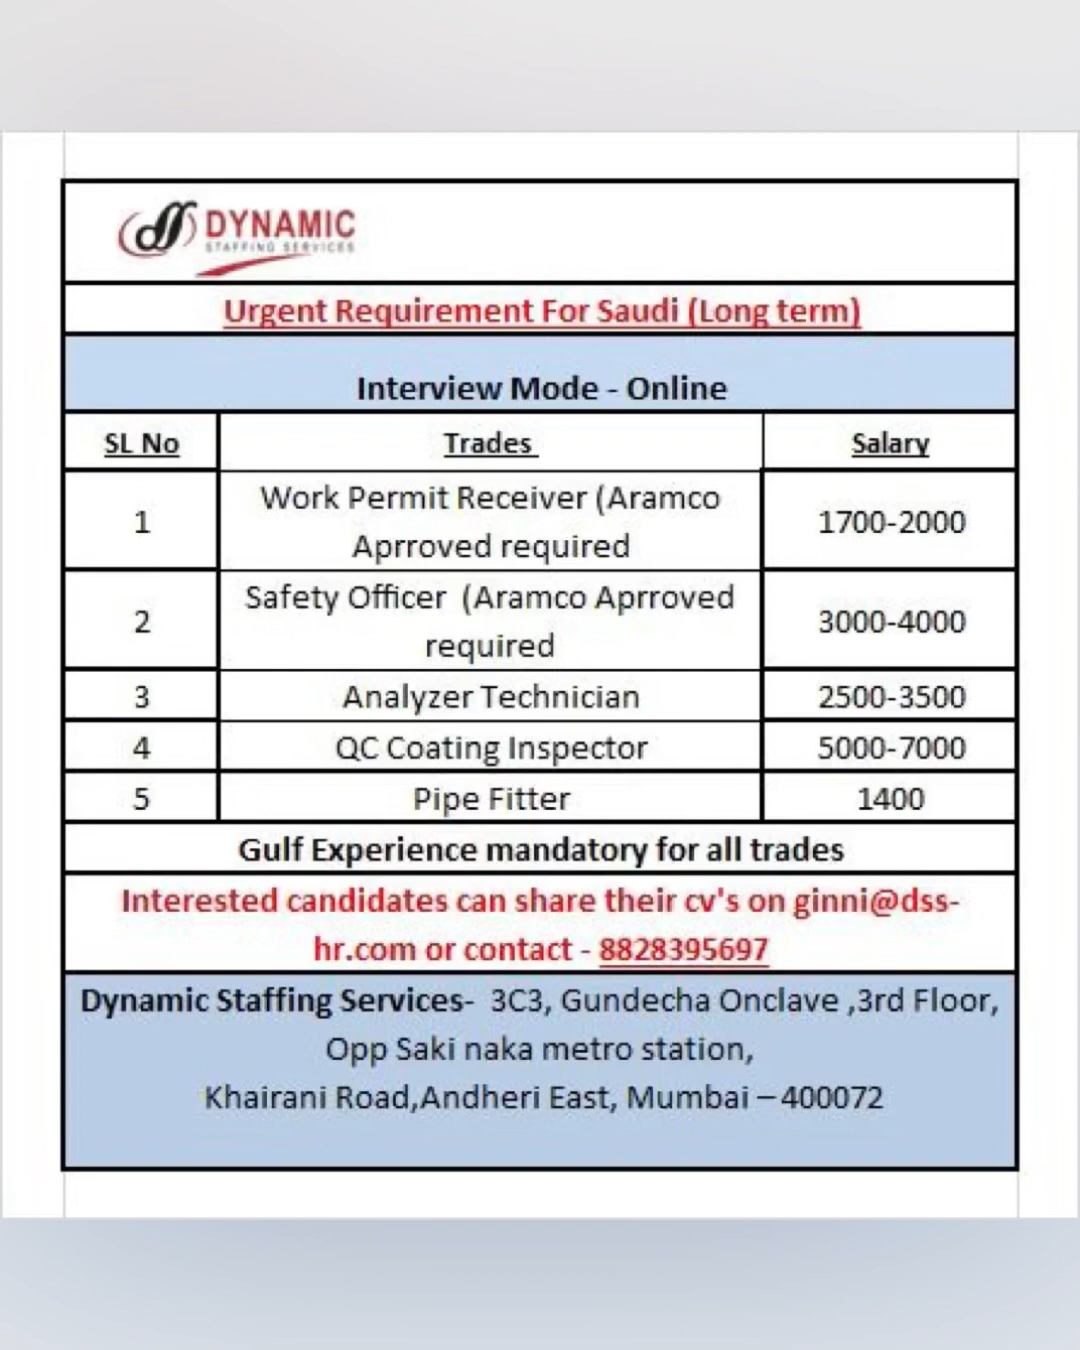 dss DYNAMIC
STAFFING SERVICES
Urgent Requirement For Saudi (Long term)
Interview Mode - Online
SL No Trades Salary
1 Work Permit Receiver (Aramco
Aprroved required 1700-2000
2 Safety Officer (Aramco Aprroved
required 3000-4000
3 Analyzer Technician 2500-3500
4 QC Coating Inspector 5000-7000
5 Pipe Fitter 1400
Gulf Experience mandatory for all trades
Interested candidates can share their cv's on ginni@dss-
hr.com or contact - 8828395697
Dynamic Staffing Services- 3C3, Gundecha Onclave ,3rd Floor,
Opp Saki naka metro station,
Khairani Road,Andheri East, Mumbai – 400072